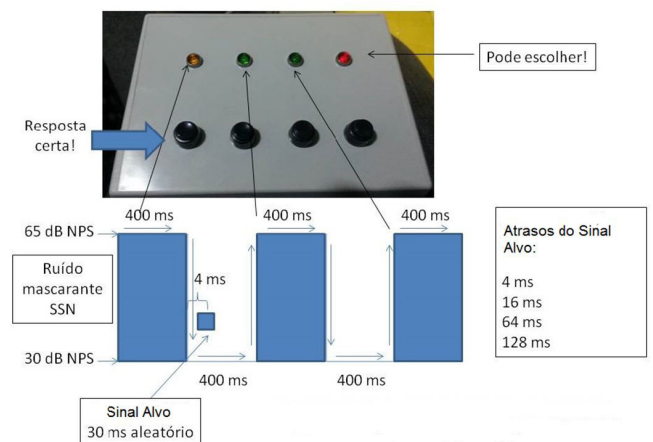 Pode escolher!
Resposta
certa!
400 ms
400 ms
400 ms
65 dB NPS
Ruído
mascarante
SSN
4 ms
30 dB NPS
400 ms
400 ms
Sinal Alvo
30 ms aleatório
Atrasos do Sinal
Alvo:
4 ms
16 ms
64 ms
128 ms